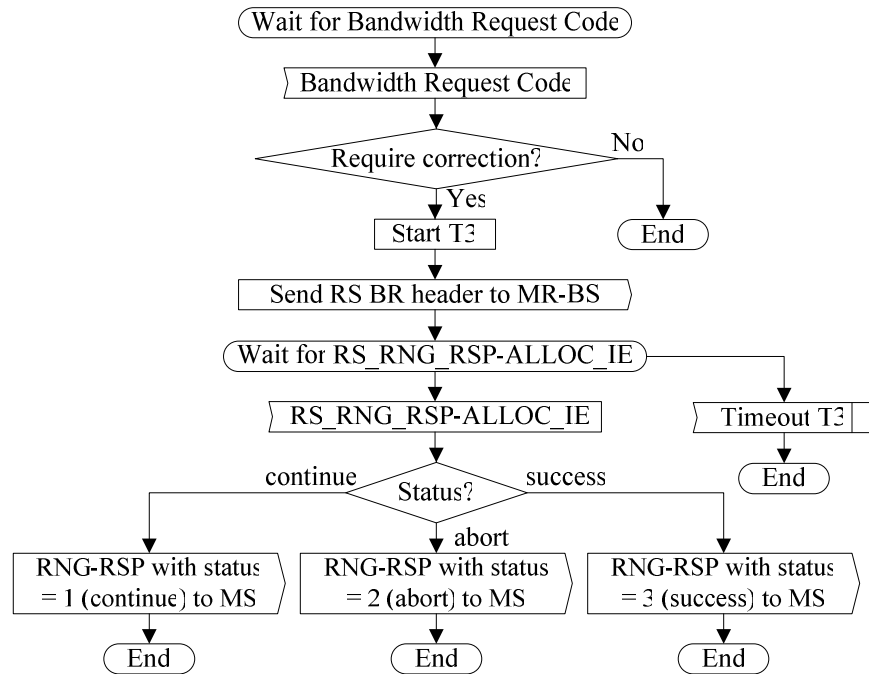 Wait for Bandwidth Request Code
Bandwidth Request Code
Require correction?
No
Yes
Start T3
End
Send RS BR header to MR-BS
Wait for RS_RNG_RSP-ALLOC_IE
RS_RNG_RSP-ALLOC_IE
Timeout T3
End
continue
Status?
success
abort
RNG-RSP with status
= 1 (continue) to MS
RNG-RSP with status
= 2 (abort) to MS
RNG-RSP with status
= 3 (success) to MS
End
End
End